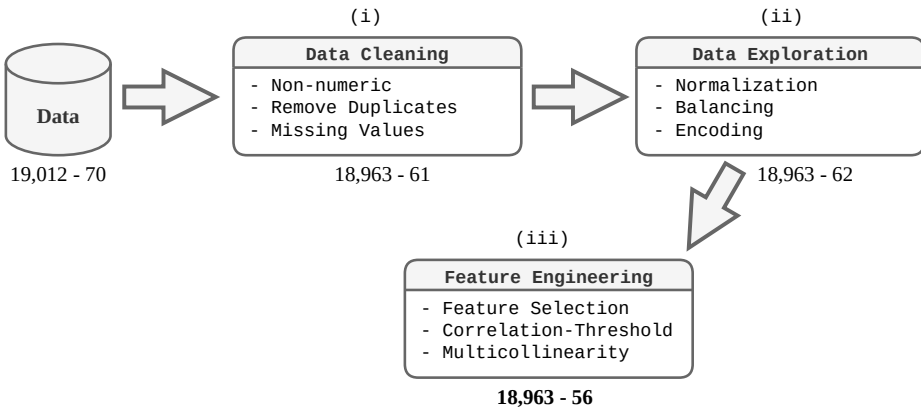 (i)
Data Cleaning
- Non-numeric
- Remove Duplicates
- Missing Values
18,963 - 61
(ii)
Data Exploration
- Normalization
- Balancing
- Encoding
18,963 - 62
Data
19,012 - 70
(iii)
Feature Engineering
- Feature Selection
- Correlation-Threshold
- Multicollinearity
18,963 - 56